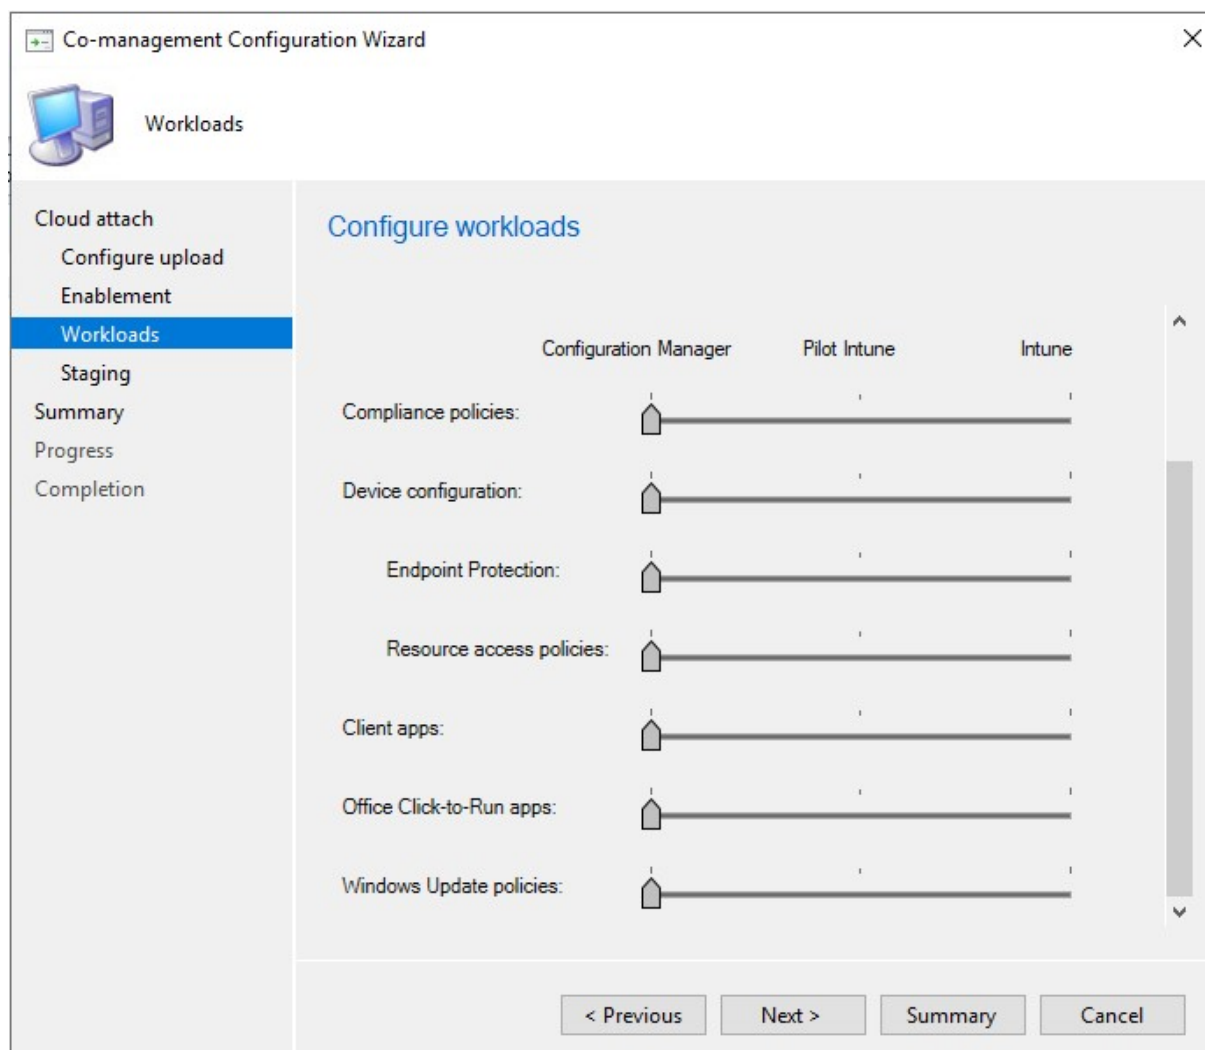 Co-management Configuration Wizard
Workloads
Cloud attach
Configure upload
Enablement
Workloads
Staging
Summary
Progress
Completion
Configure workloads
Configuration Manager Pilot Intune Intune
Compliance policies:
Device configuration:
Endpoint Protection:
Resource access policies:
Client apps:
Office Click-to-Run apps:
Windows Update policies:
< Previous Next > Summary Cancel